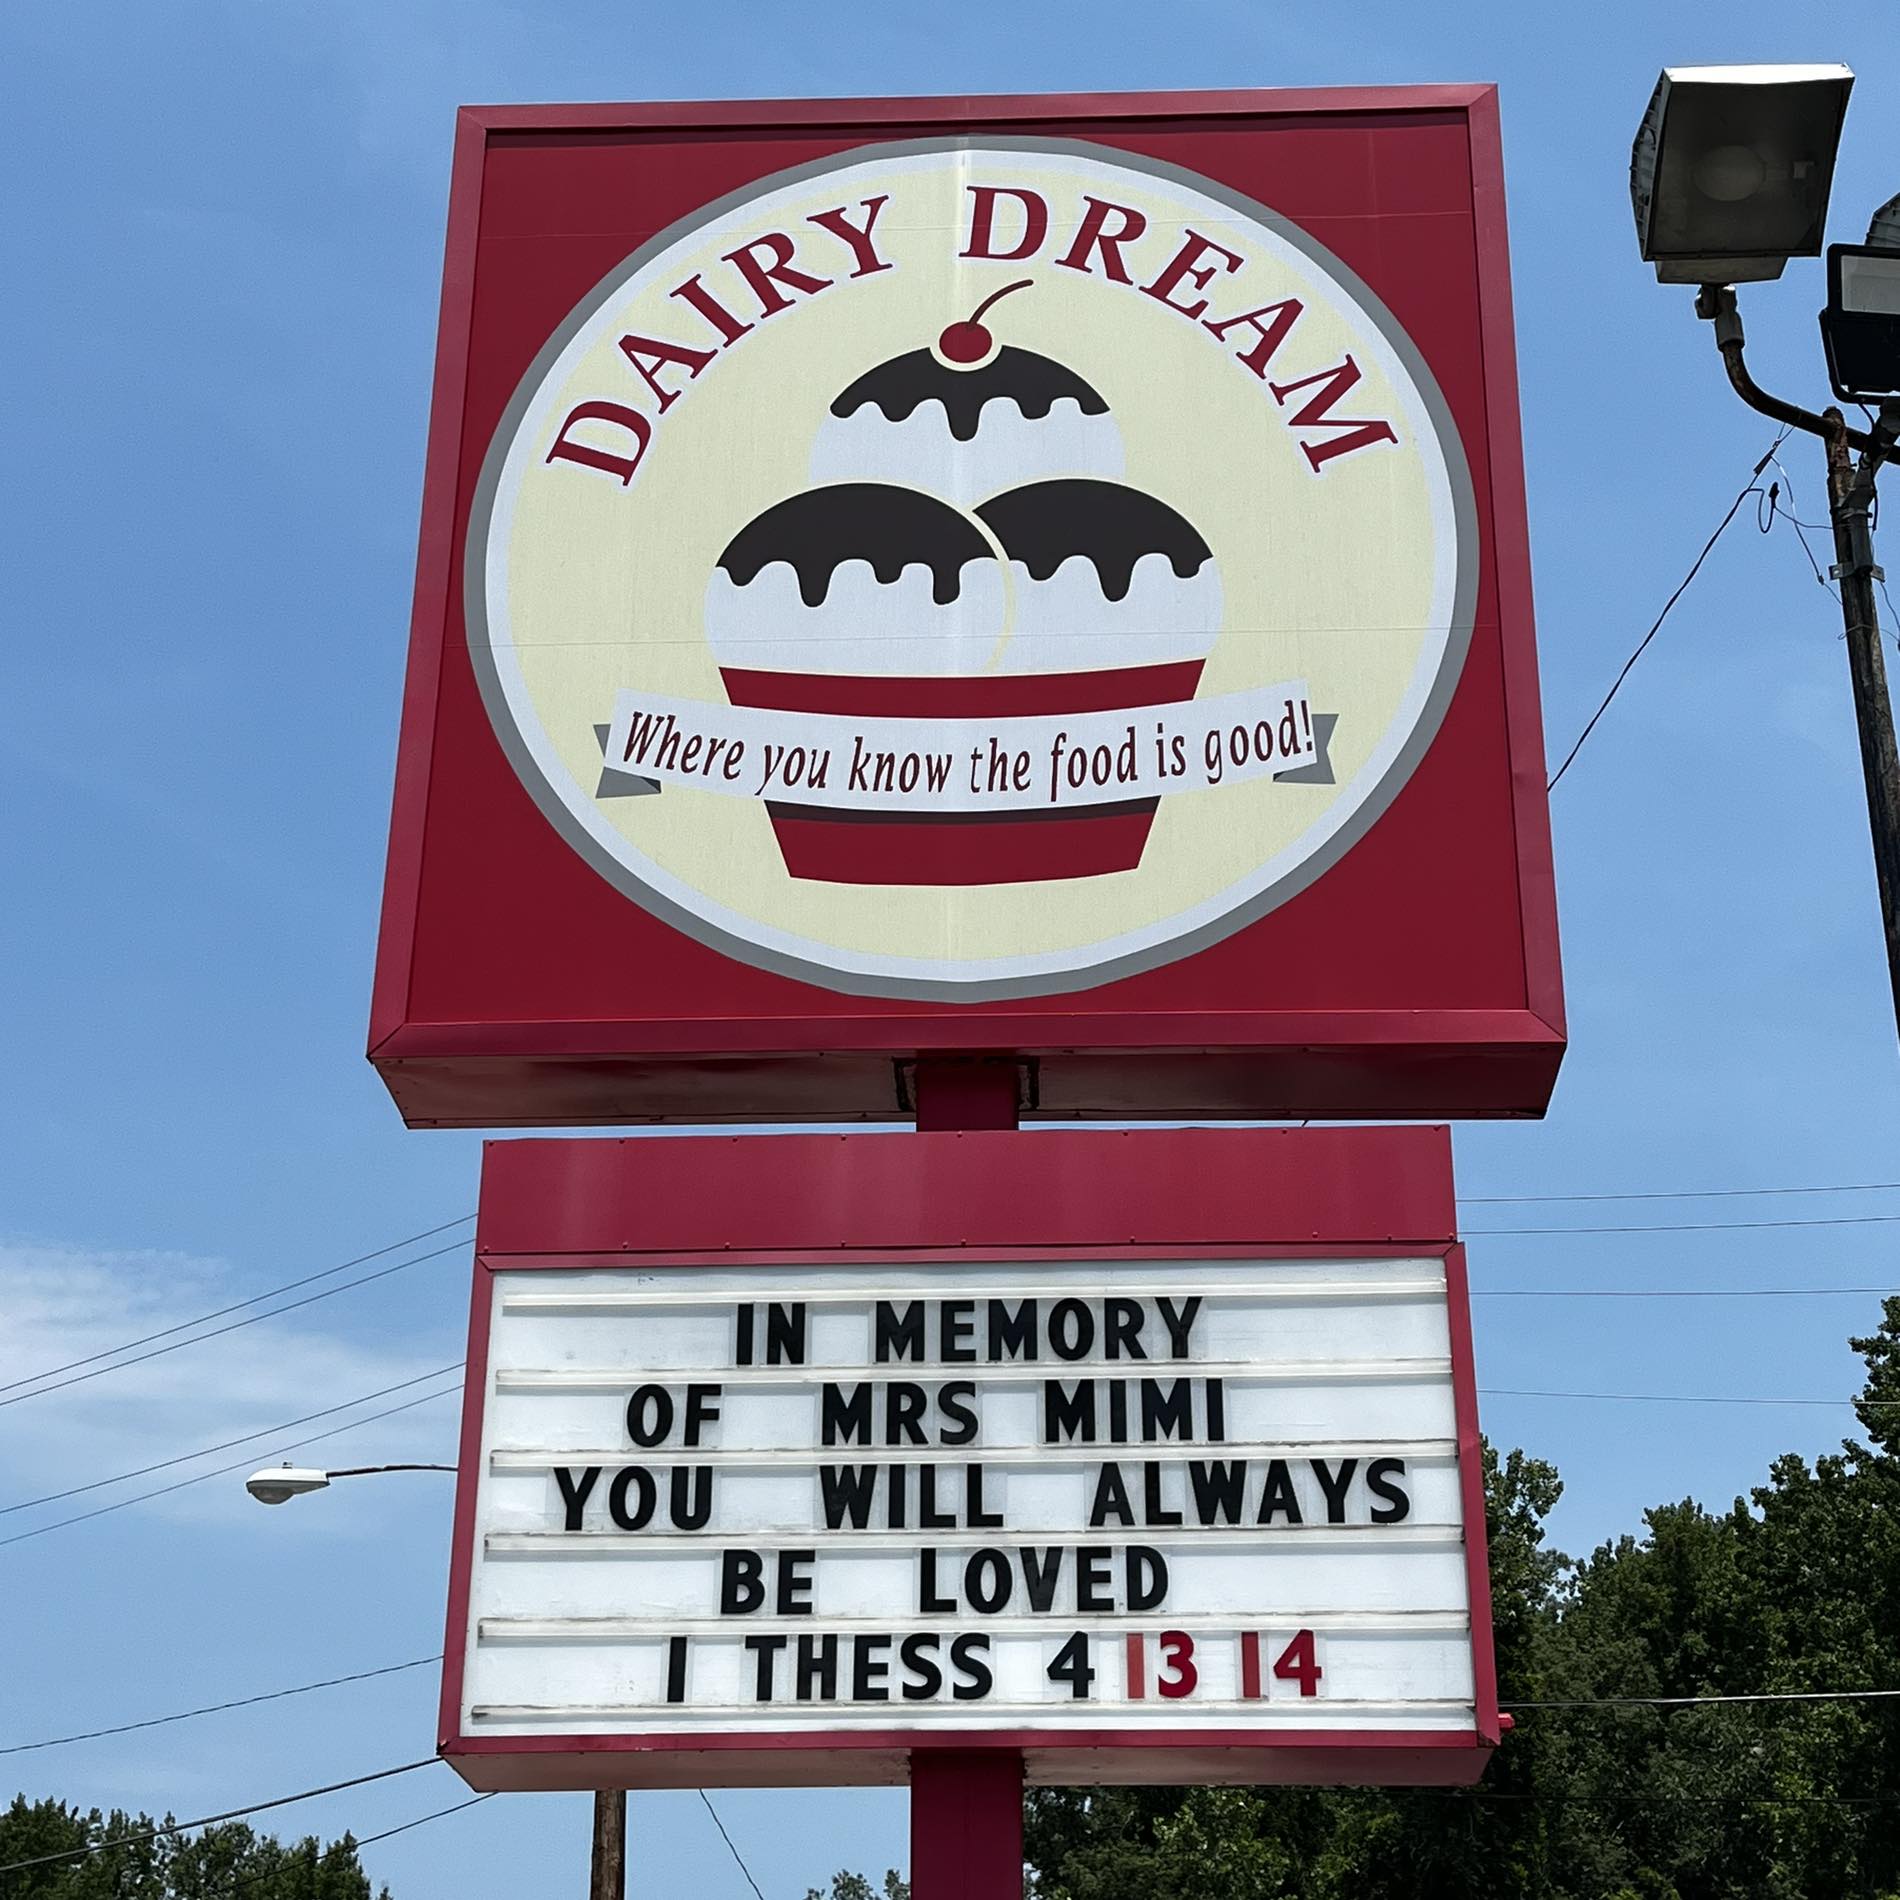 DAIRY DREAM
Where you know the food is good!
IN MEMORY
OF MRS MIMI
YOU WILL ALWAYS
BE LOVED
I THESS 4 13 14